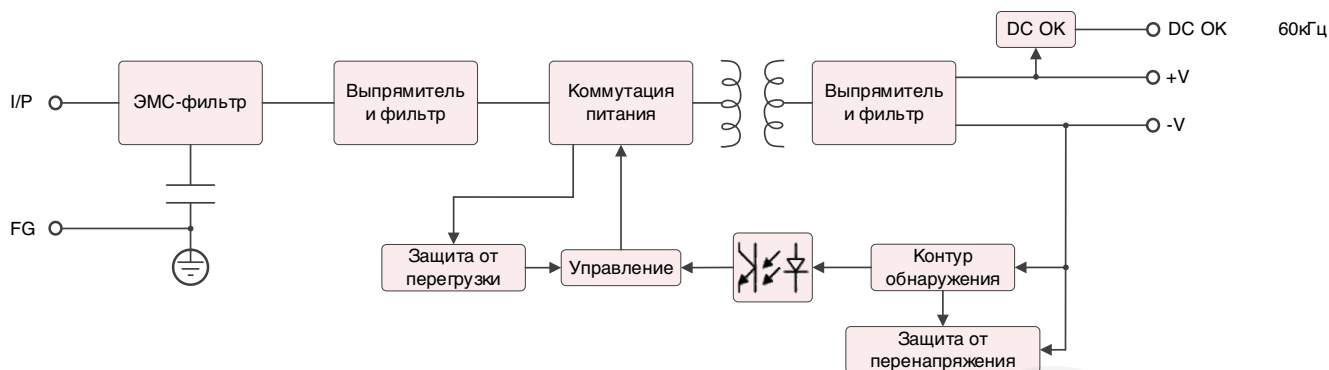 DC OK
DC OK
60кГц
I/P
ЭМС-фильтр
Выпрямитель
и фильтр
Коммутация
питания
Выпрямитель
и фильтр
+V
-V
FG
Защита от
перегрузки
Управление
Контур
обнаружения
Защита от
перенапряжения